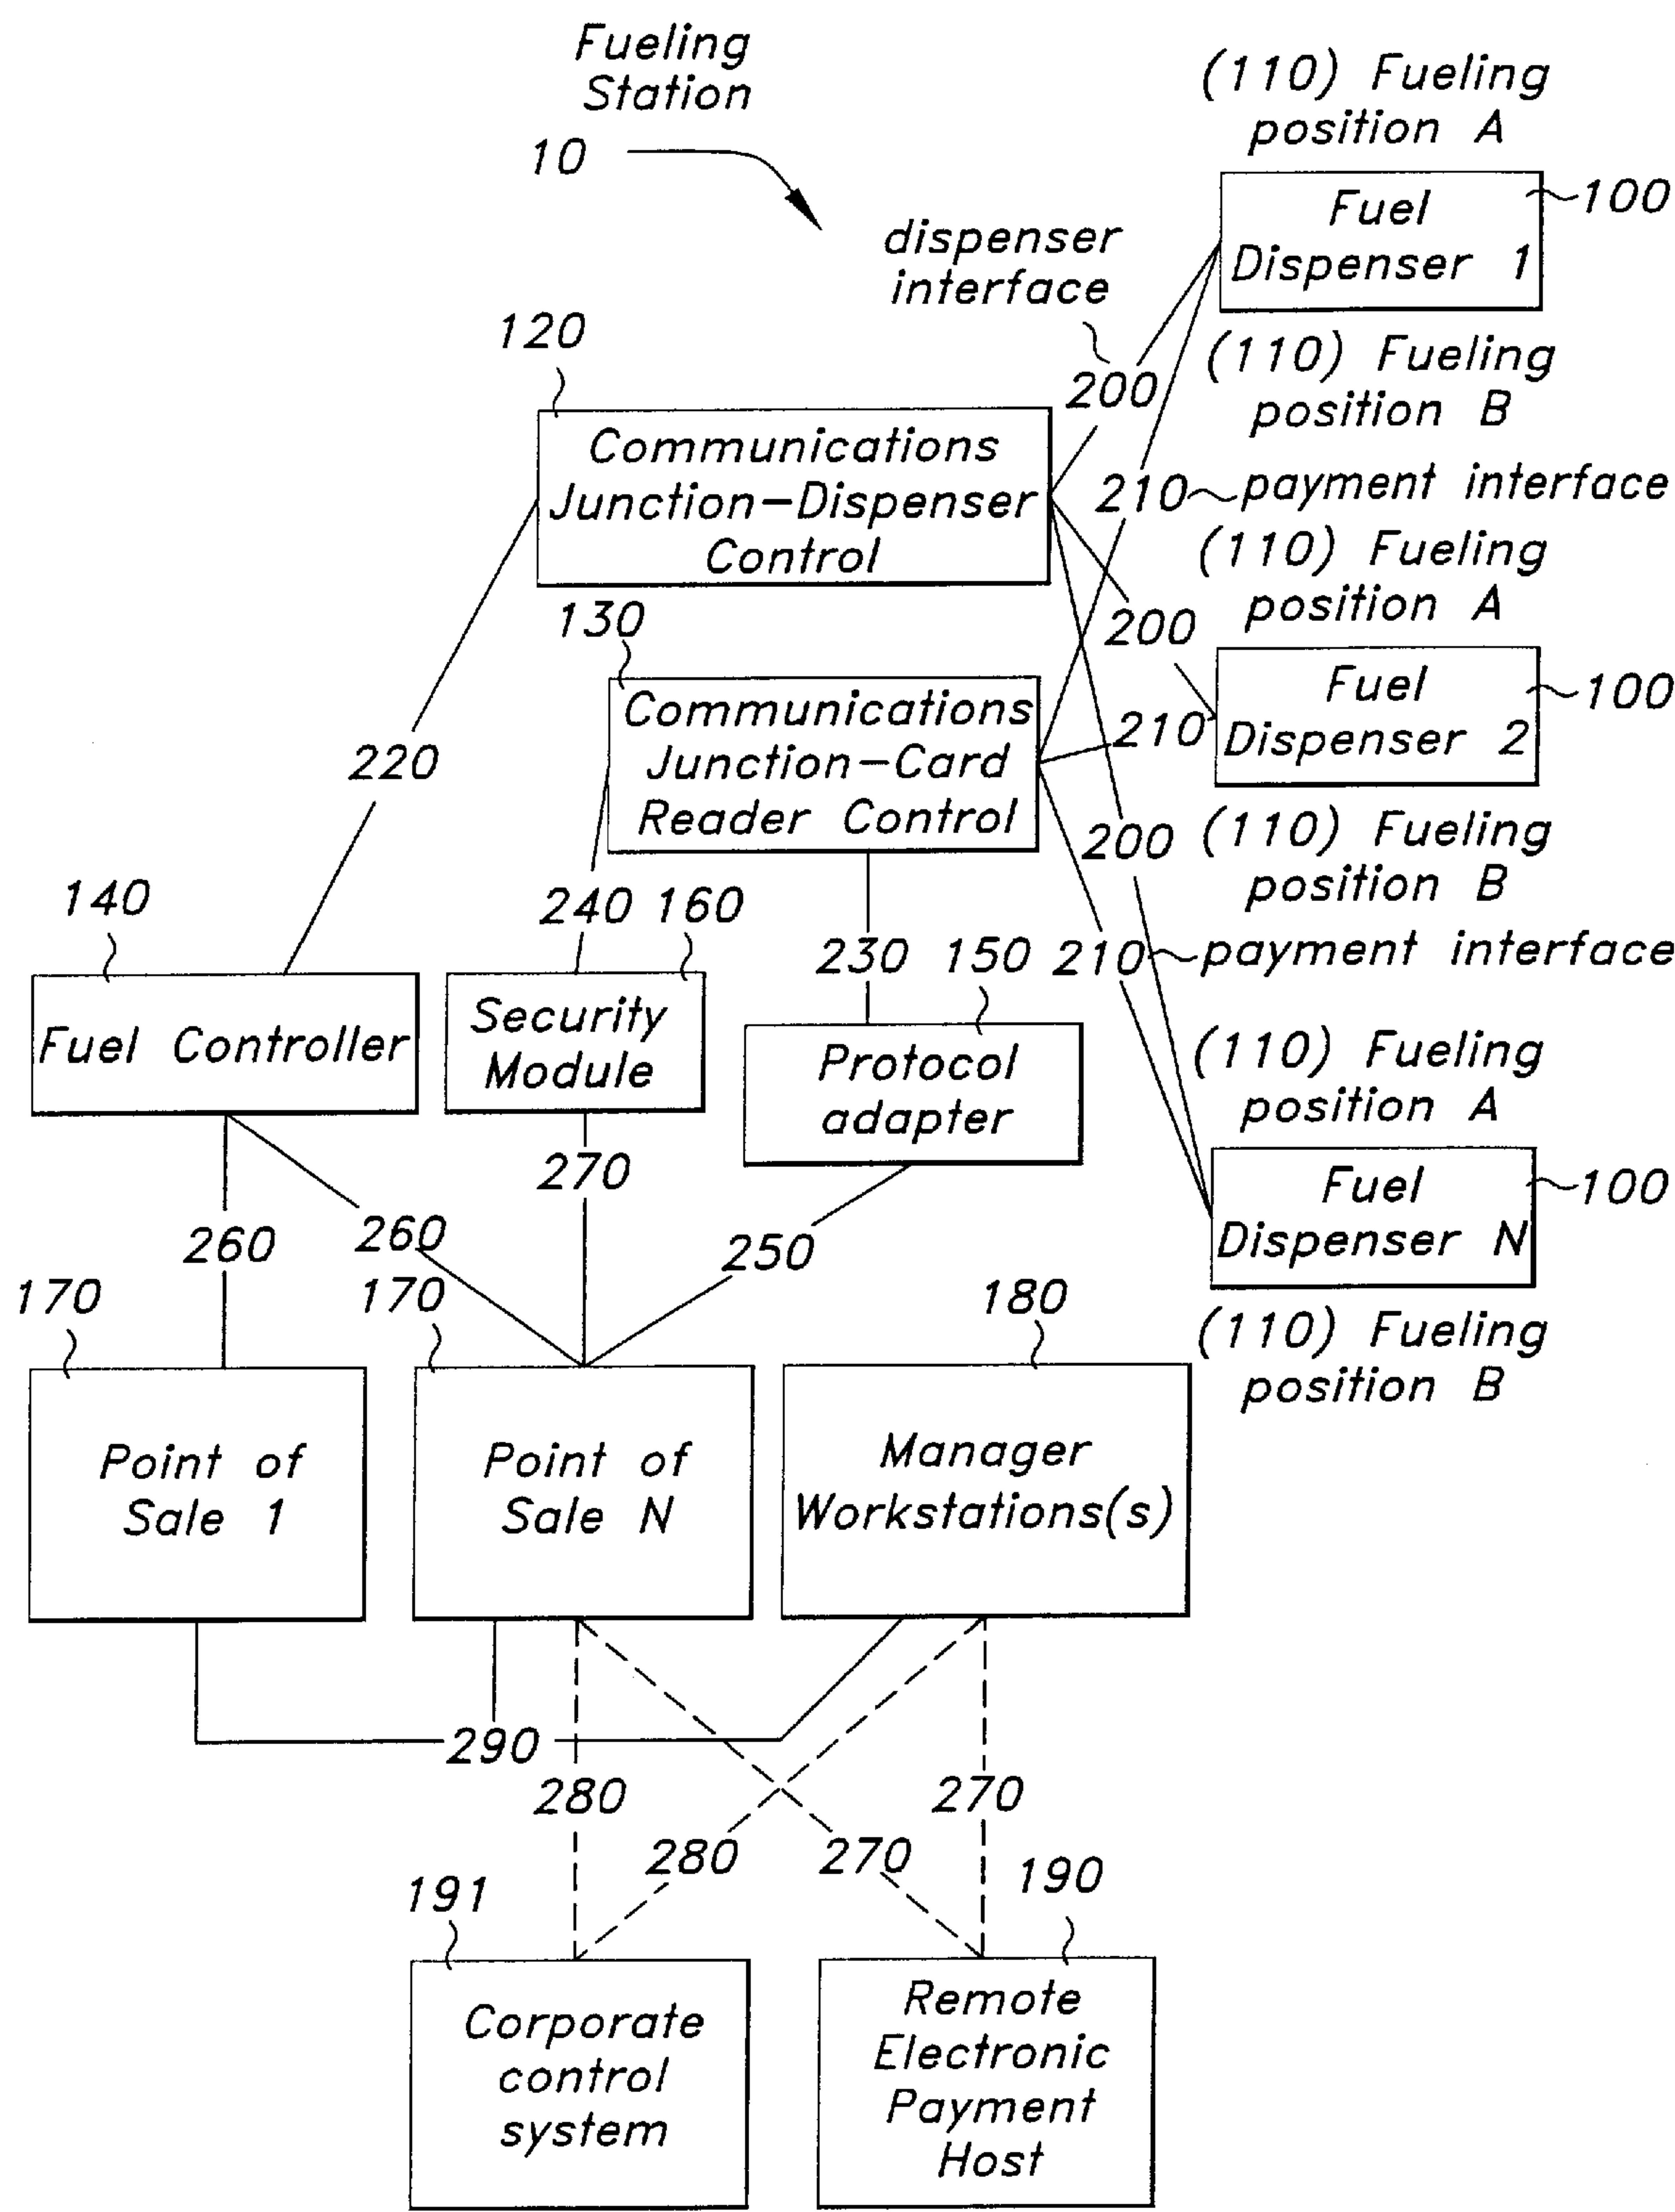 Fueling
Station
10
(110) Fueling
position A
100
Fuel
Dispenser 1
dispenser
interface
200
(110) Fueling
position B
120
Communications
Junction-Dispenser
Control
210
payment interface
(110) Fueling
position A
200
130
Communications
Junction-Card
Reader Control
210
100
Fuel
Dispenser 2
220
200
(110) Fueling
position B
140
240
160
230
150
210
payment interface
Fuel Controller
Security
Module
Protocol
adapter
(110) Fueling
position A
100
Fuel
Dispenser N
260
260
270
250
(110) Fueling
position B
170
170
180
Point of
Sale 1
Point of
Sale N
Manager
Workstations(s)
290
280
270
280
270
191
190
Corporate
control
system
Remote
Electronic
Payment
Host